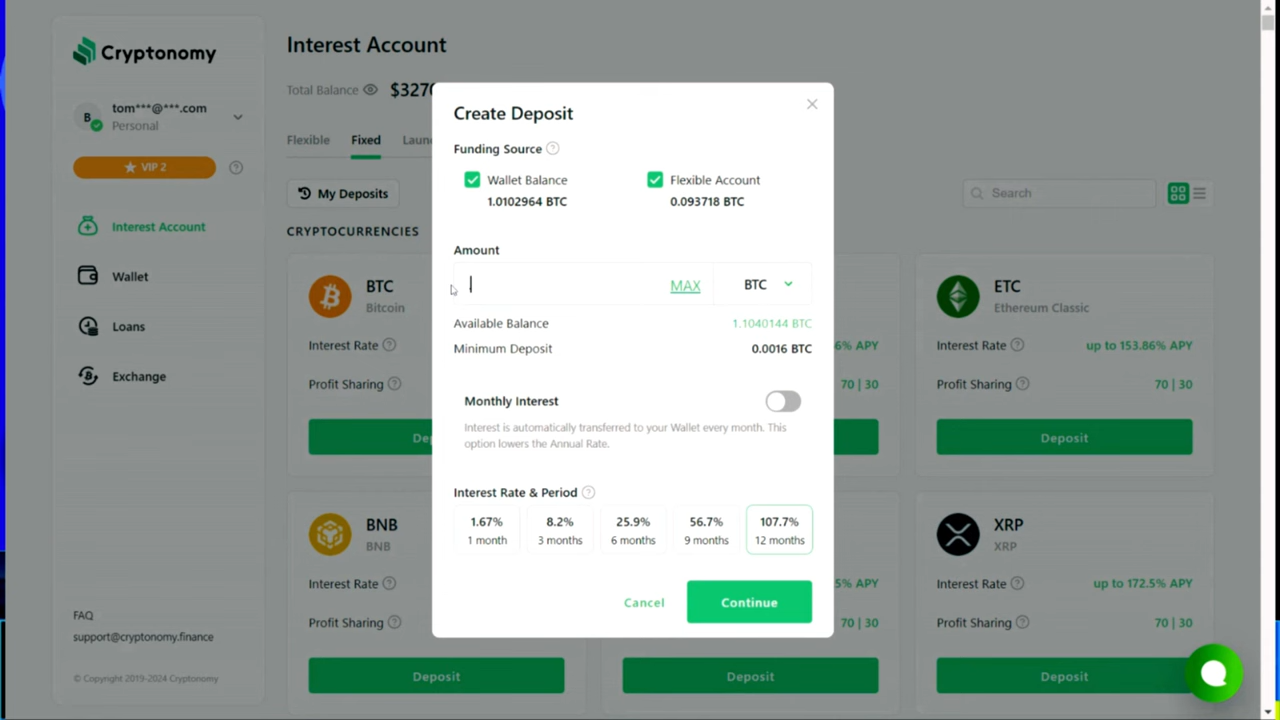 Cryptonomy
tom***@***.com
B
Personal
VIP 2
Interest Account
Wallet
Loans
Exchange
FAQ
support@cryptonomy.finance
© Copyright 2019-2024 Cryptonomy
Interest Account
Total Balance $3270
Flexible Fixed Laun
My Deposits
Search
CRYPTOCURRENCIES
BTC
Bitcoin
Interest Rate
Profit Sharing
De
6% APY
70 | 30
ETC
Ethereum Classic
Interest Rate up to 153.86% APY
Profit Sharing 70 | 30
Deposit
BNB
BNB
Interest Rate
Profit Sharing
Deposit
5% APY
70 | 30
Deposit
XRP
XRP
Interest Rate up to 172.5% APY
Profit Sharing 70 | 30
Deposit
Create Deposit
Funding Source
Wallet Balance Flexible Account
1.0102964 BTC 0.093718 BTC
Amount
MAX BTC
Available Balance 1.1040144 BTC
Minimum Deposit 0.0016 BTC
Monthly Interest
Interest is automatically transferred to your Wallet every month. This
option lowers the Annual Rate.
Interest Rate & Period
1.67% 8.2% 25.9% 56.7% 107.7%
1 month 3 months 6 months 9 months 12 months
Cancel Continue